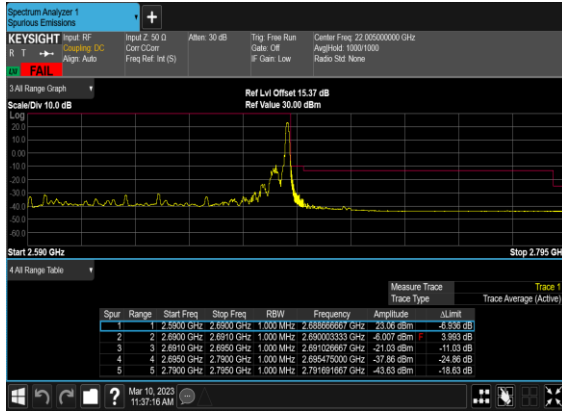 Spectrum Analyzer 1
Spurious Emissions
KEYSIGHT
R T
LV FAIL
Input: RF
Coupling: DC
Align: Auto
Input Z: 50 Ω
Corr CCorr
Freq Ref: Int (S)
Atten: 30 dB
Trig: Free Run
Gate: Off
IF Gain: Low
Center Freq: 22.005000000 GHz
Avg|Hold: 1000/1000
Radio Std: None
3 All Range Graph
Ref Lvl Offset 15.37 dB
Scale/Div 10.0 dB
Ref Value 30.00 dBm
Log
20.0
10.0
0.00
-10.0
-20.0
-30.0
-40.0
-50.0
-60.0
Start 2.590 GHz
Stop 2.795 GH
4 All Range Table
Measure Trace Trace 1
Trace Type Trace Average (Active)
Spur Range Start Freq Stop Freq RBW Frequency Amplitude ΔLimit
1 1 2.5900 GHz 2.6900 GHz 1.000 MHz 2.688666667 GHz 23.06 dBm -6.936 dB
2 2 2.6900 GHz 2.6910 GHz 1.000 MHz 2.690003333 GHz -6.007 dBm F 3.993 dB
3 3 2.6910 GHz 2.6950 GHz 1.000 MHz 2.691026667 GHz -21.03 dBm -11.03 dB
4 4 2.6950 GHz 2.7900 GHz 1.000 MHz 2.695475000 GHz -37.86 dBm -24.86 dB
5 5 2.7900 GHz 2.7950 GHz 1.000 MHz 2.791691667 GHz -43.63 dBm -18.63 dB
Mar 10, 2023
11:37:16 AM